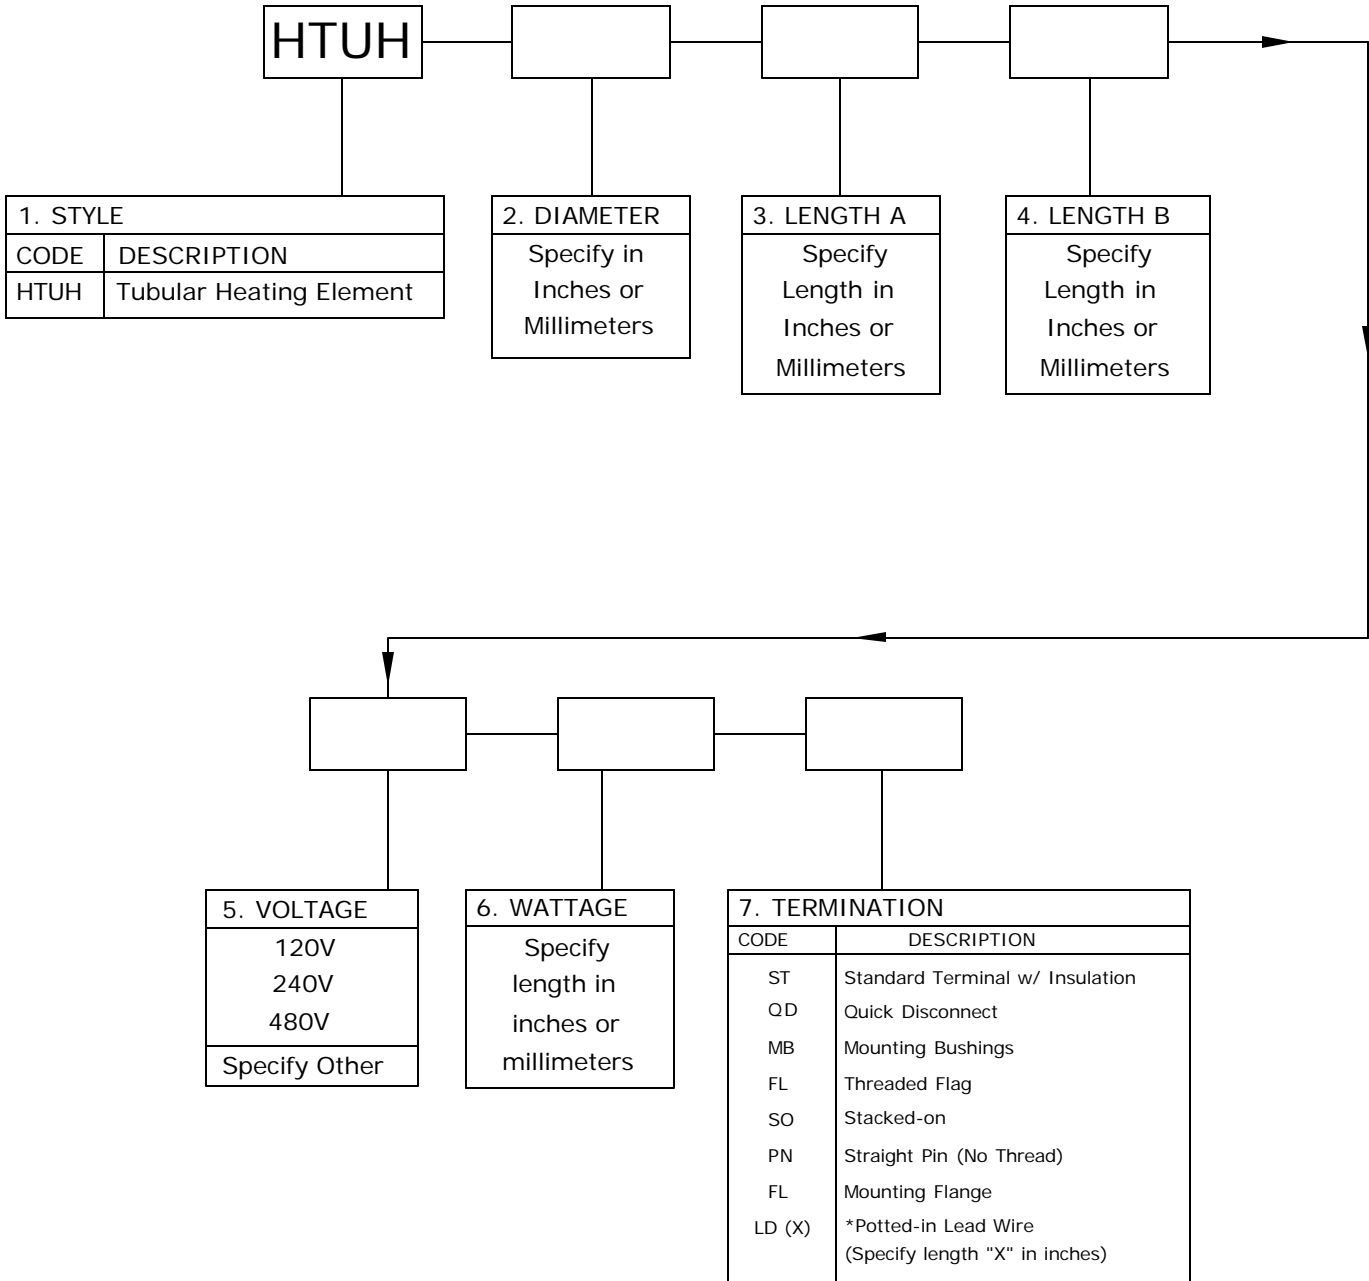 HTUH
1. STYLE
CODE DESCRIPTION
HTUH Tubular Heating Element
2. DIAMETER
Specify in
Inches or
Millimeters
3. LENGTH A
Specify
Length in
Inches or
Millimeters
4. LENGTH B
Specify
Length in
Inches or
Millimeters
5. VOLTAGE
120V
240V
480V
Specify Other
6. WATTAGE
Specify
length in
inches or
millimeters
7. TERMINATION
CODE DESCRIPTION
ST Standard Terminal w/ Insulation
QD Quick Disconnect
MB Mounting Bushings
FL Threaded Flag
SO Stacked-on
PN Straight Pin (No Thread)
FL Mounting Flange
LD (X) *Potted-in Lead Wire
(Specify length "X" in inches)